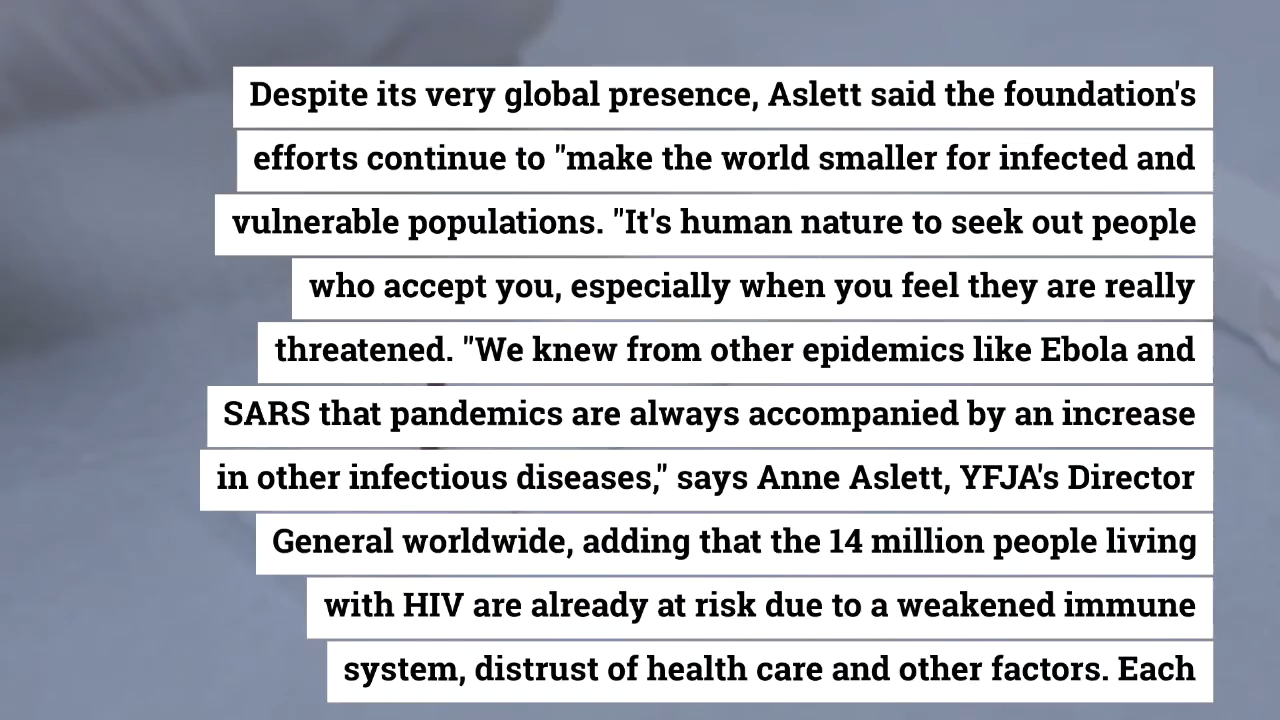 Despite its very global presence, Aslett said the foundation's
efforts continue to "make the world smaller for infected and
vulnerable populations. "It's human nature to seek out people
who accept you, especially when you feel they are really
threatened. "We knew from other epidemics like Ebola and
SARS that pandemics are always accompanied by an increase
in other infectious diseases," says Anne Aslett, YFJA's Director
General worldwide, adding that the 14 million people living
with HIV are already at risk due to a weakened immune
system, distrust of health care and other factors. Each